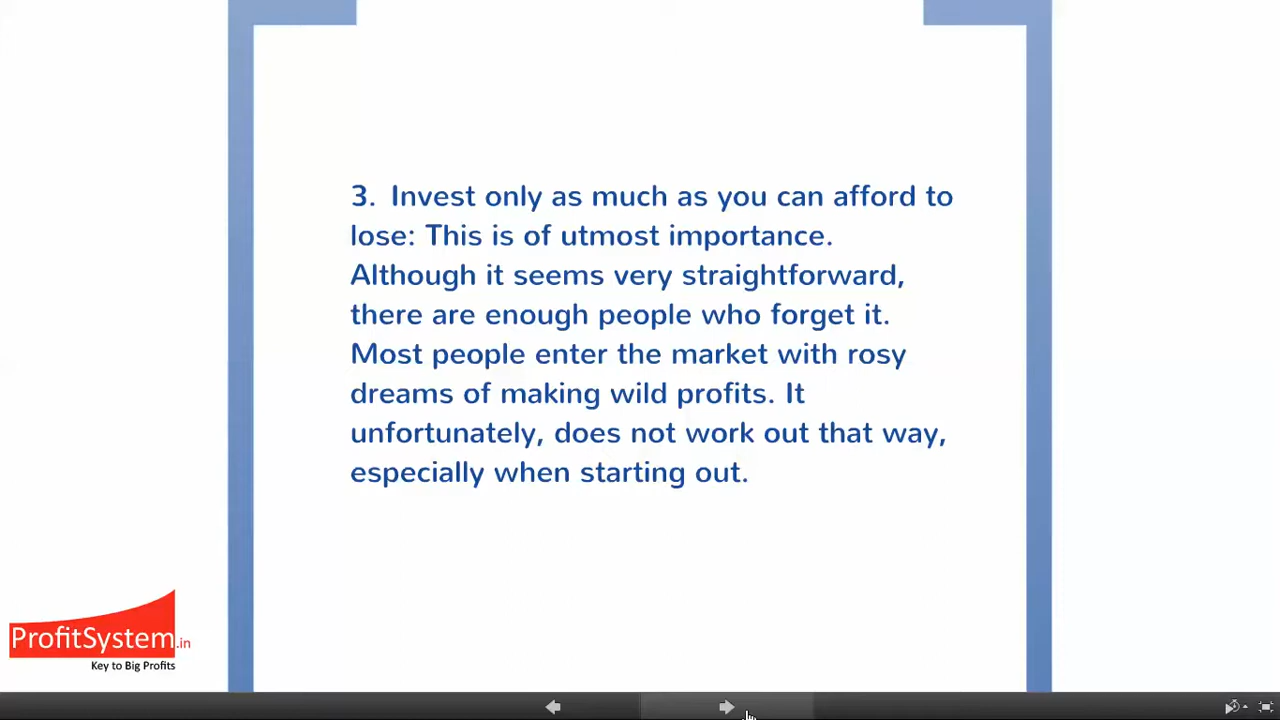 3. Invest only as much as you can afford to
lose: This is of utmost importance.
Although it seems very straightforward,
there are enough people who forget it.
Most people enter the market with rosy
dreams of making wild profits. It
unfortunately, does not work out that way,
especially when starting out.
ProfitSystem.in
Key to Big Profits